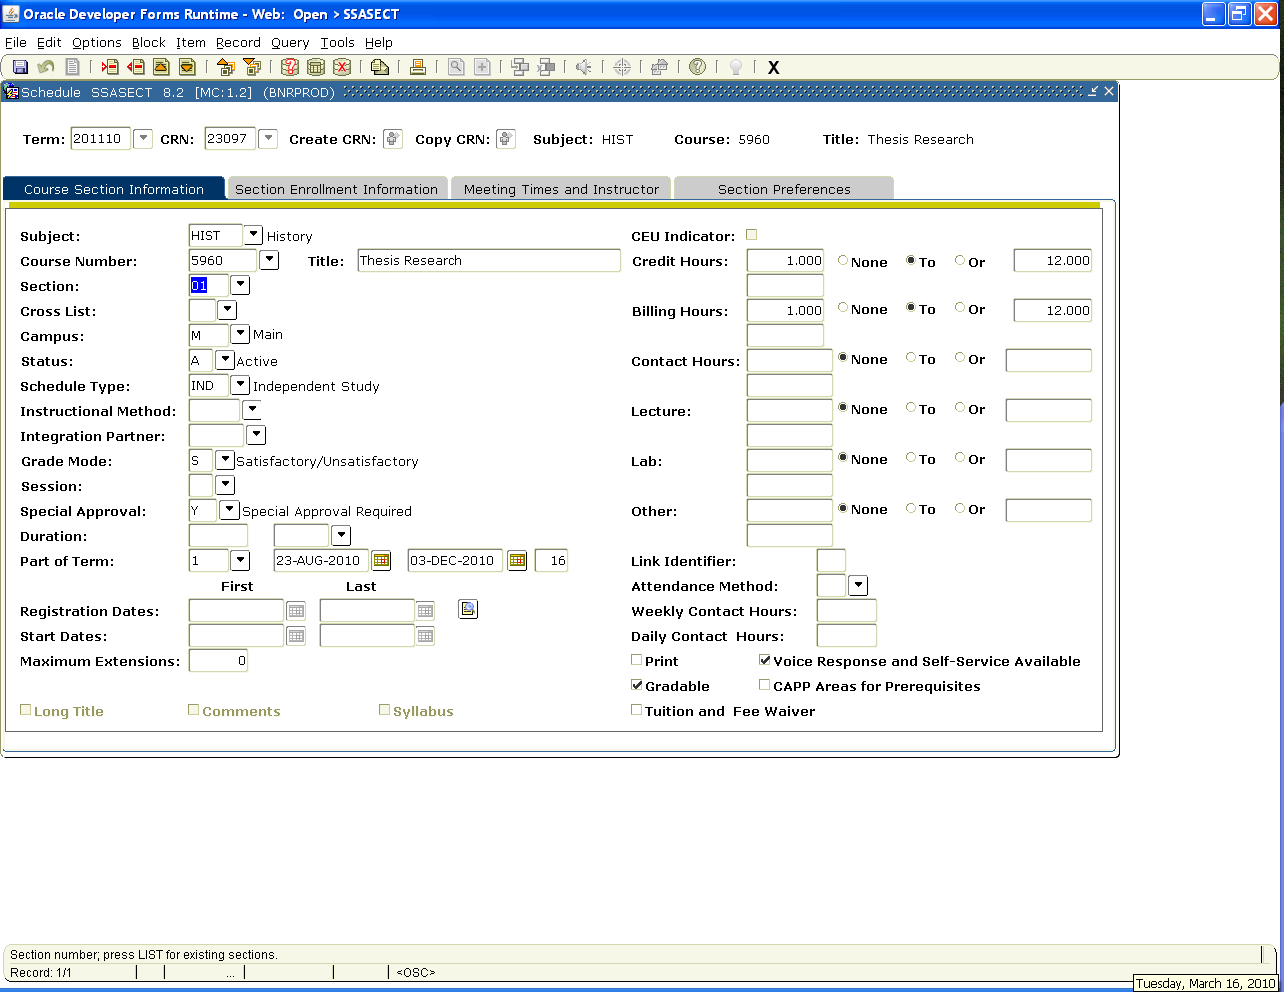 Oracle Developer Forms Runtime - Web:  Open > SSASECT
File Edit Options Block Item Record Query Tools Help
X
Schedule SSASECT 8.2 [MC:1.2] (BNRPROD)
Term: 201110 CRN: 23097 Create CRN: Copy CRN: Subject: HIST Course: 5960 Title: Thesis Research
Course Section Information Section Enrollment Information Meeting Times and Instructor Section Preferences
Subject: HIST History CEU Indicator:
Course Number: 5960 Title: Thesis Research Credit Hours: 1.000 None To Or 12.000
Section: 01
Cross List: Billing Hours: 1.000 None To Or 12.000
Campus: M Main
Status: A Active Contact Hours: None To Or
Schedule Type: IND Independent Study
Instructional Method: Lecture: None To Or
Integration Partner:
Grade Mode: S Satisfactory/Unsatisfactory Lab: None To Or
Session:
Special Approval: Y Special Approval Required Other: None To Or
Duration:
Part of Term: 1 23-AUG-2010 03-DEC-2010 16 Link Identifier:
First Last Attendance Method:
Registration Dates: Weekly Contact Hours:
Start Dates: Daily Contact Hours:
Maximum Extensions: 0 Print Voice Response and Self-Service Available
Gradable CAPP Areas for Prerequisites
Long Title Comments Syllabus Tuition and Fee Waiver
Section number; press LIST for existing sections.
Record: 1/1 ... <OSC>
Tuesday, March 16, 2010